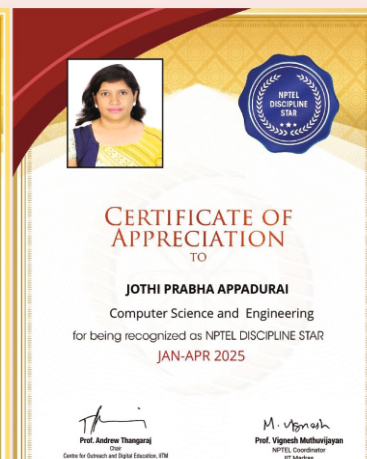 NPTEL
DISCIPLINE
STAR
CERTIFICATE OF
APPRECIATION
TO
JOTHI PRABHA APPADURAI
Computer Science and Engineering
for being recognized as NPTEL DISCIPLINE STAR
JAN-APR 2025
Prof. Andrew Thangaraj
Chair
Centre for Outreach and Digital Education, IITM
M. Vignesh
Prof. Vignesh Muthuvijayan
NPTEL Coordinator
IIT Madras